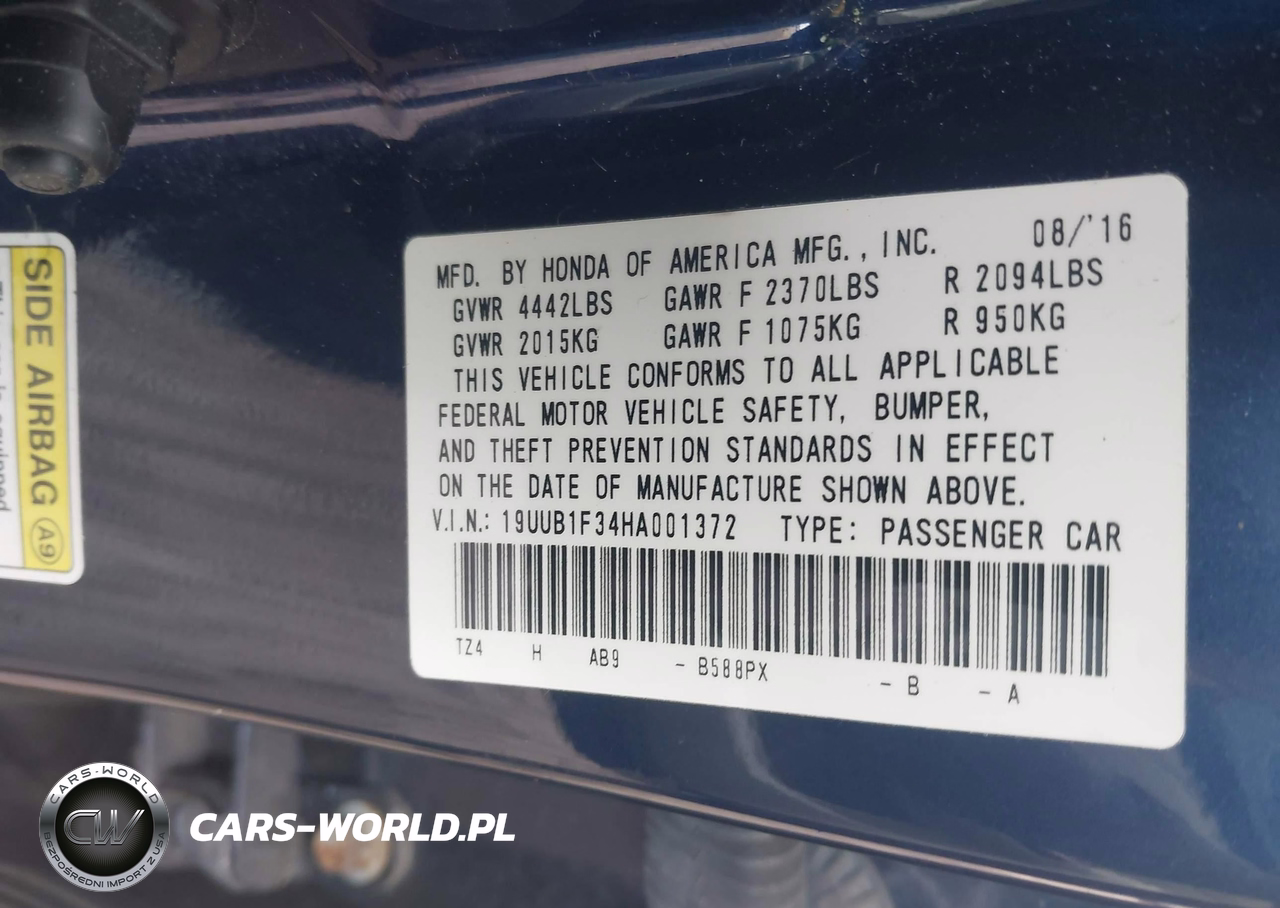 MFD. BY HONDA OF AMERICA MFG., INC. 08/'16
GVWR 4442LBS GAWR F 2370LBS R 2094LBS
GVWR 2015KG GAWR F 1075KG R 950KG
THIS VEHICLE CONFORMS TO ALL APPLICABLE
FEDERAL MOTOR VEHICLE SAFETY, BUMPER,
AND THEFT PREVENTION STANDARDS IN EFFECT
ON THE DATE OF MANUFACTURE SHOWN ABOVE.
V.I.N.: 19UUB1F34HA001372 TYPE: PASSENGER CAR
TZ4 H AB9 - B588PX - B - A
SIDE AIRBAG A9
CARS-WORLD
CW
BEZPOŚREDNI IMPORT Z USA
CARS-WORLD.PL